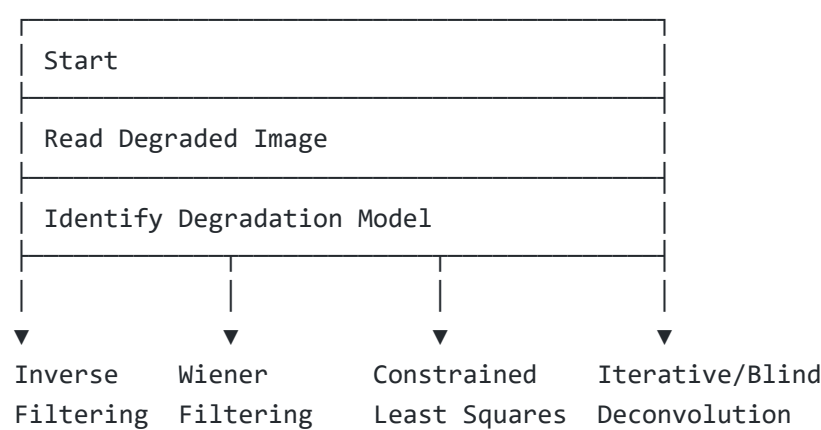 Start
Read Degraded Image
Identify Degradation Model
Inverse Wiener Constrained Iterative/Blind
Filtering Filtering Least Squares Deconvolution